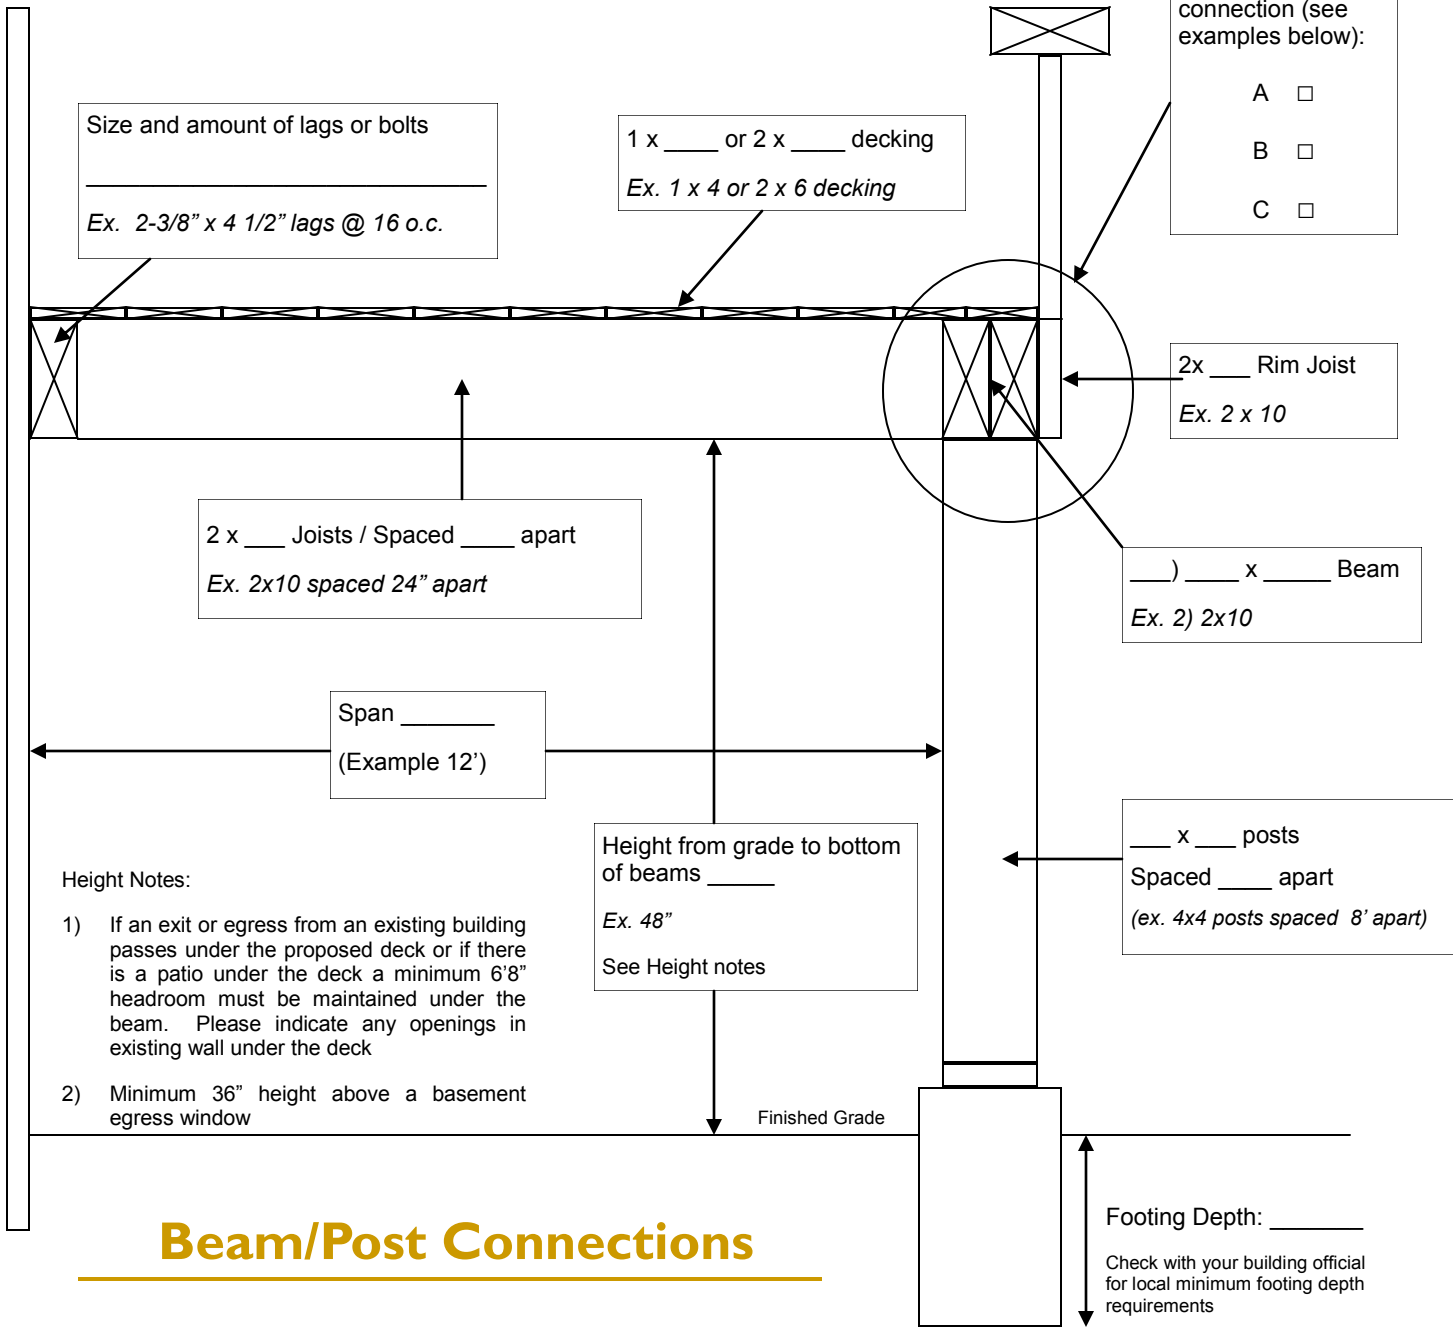 connection (see
examples below):
A □
B □
C □
Size and amount of lags or bolts
______________________________
Ex.  2-3/8” x 4 1/2” lags @ 16 o.c.
1 x ____ or 2 x ____ decking
Ex. 1 x 4 or 2 x 6 decking
2x ___ Rim Joist
Ex. 2 x 10
2 x ___ Joists / Spaced ____ apart
Ex. 2x10 spaced 24” apart
___) ____ x _____ Beam
Ex. 2) 2x10
Span _______
(Example 12’)
Height from grade to bottom
of beams _____
Ex. 48”
See Height notes
___ x ___ posts
Spaced ____ apart
(ex. 4x4 posts spaced  8’ apart)
Height Notes:
1) If an exit or egress from an existing building
passes under the proposed deck or if there
is a patio under the deck a minimum 6’8”
headroom must be maintained under the
beam.  Please indicate any openings in
existing wall under the deck
2) Minimum 36” height above a basement
egress window
Finished Grade
Beam/Post Connections
Footing Depth: _______
Check with your building official
for local minimum footing depth
requirements